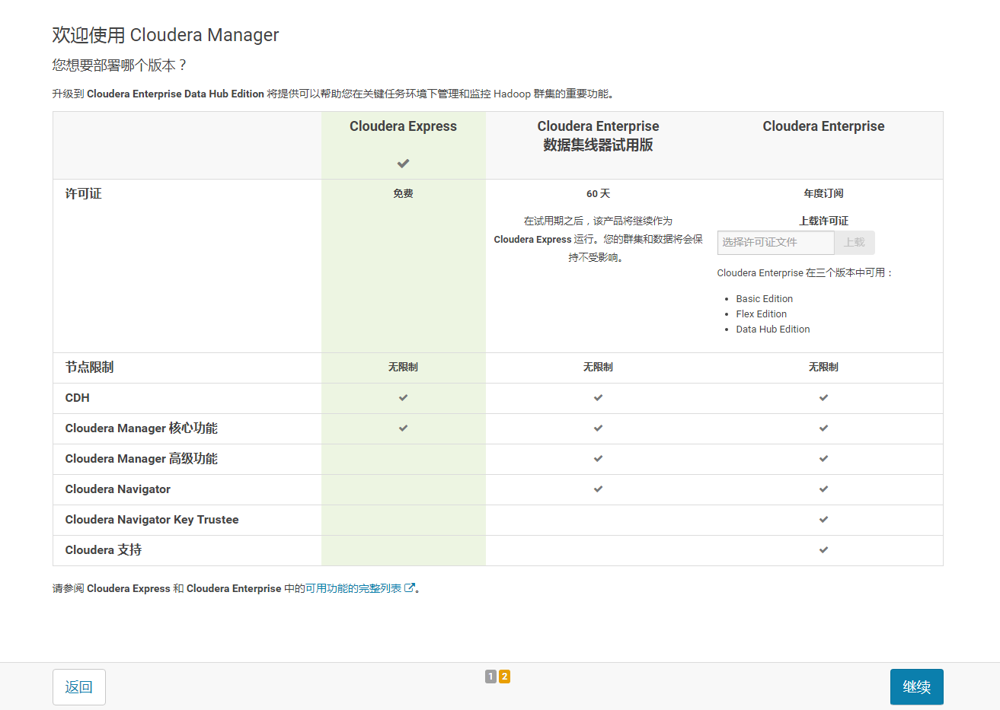 欢迎使用 Cloudera Manager
您想要部署哪个版本？
升级到 Cloudera Enterprise Data Hub Edition 将提供可以帮助您在关键任务环境下管理和监控 Hadoop 群集的重要功能。
Cloudera Express
Cloudera Enterprise
数据集线器试用版
Cloudera Enterprise
许可证
免费
60 天
在试用期之后，该产品将继续作为
Cloudera Express 运行。您的群集和数据将会保
持不受影响。
年度订阅
上载许可证
选择许可证文件 上载
Cloudera Enterprise 在三个版本中可用：
Basic Edition
Flex Edition
Data Hub Edition
节点限制 无限制 无限制 无限制
CDH
Cloudera Manager 核心功能
Cloudera Manager 高级功能
Cloudera Navigator
Cloudera Navigator Key Trustee
Cloudera 支持
请参阅 Cloudera Express 和 Cloudera Enterprise 中的可用功能的完整列表。
返回 1 2 继续